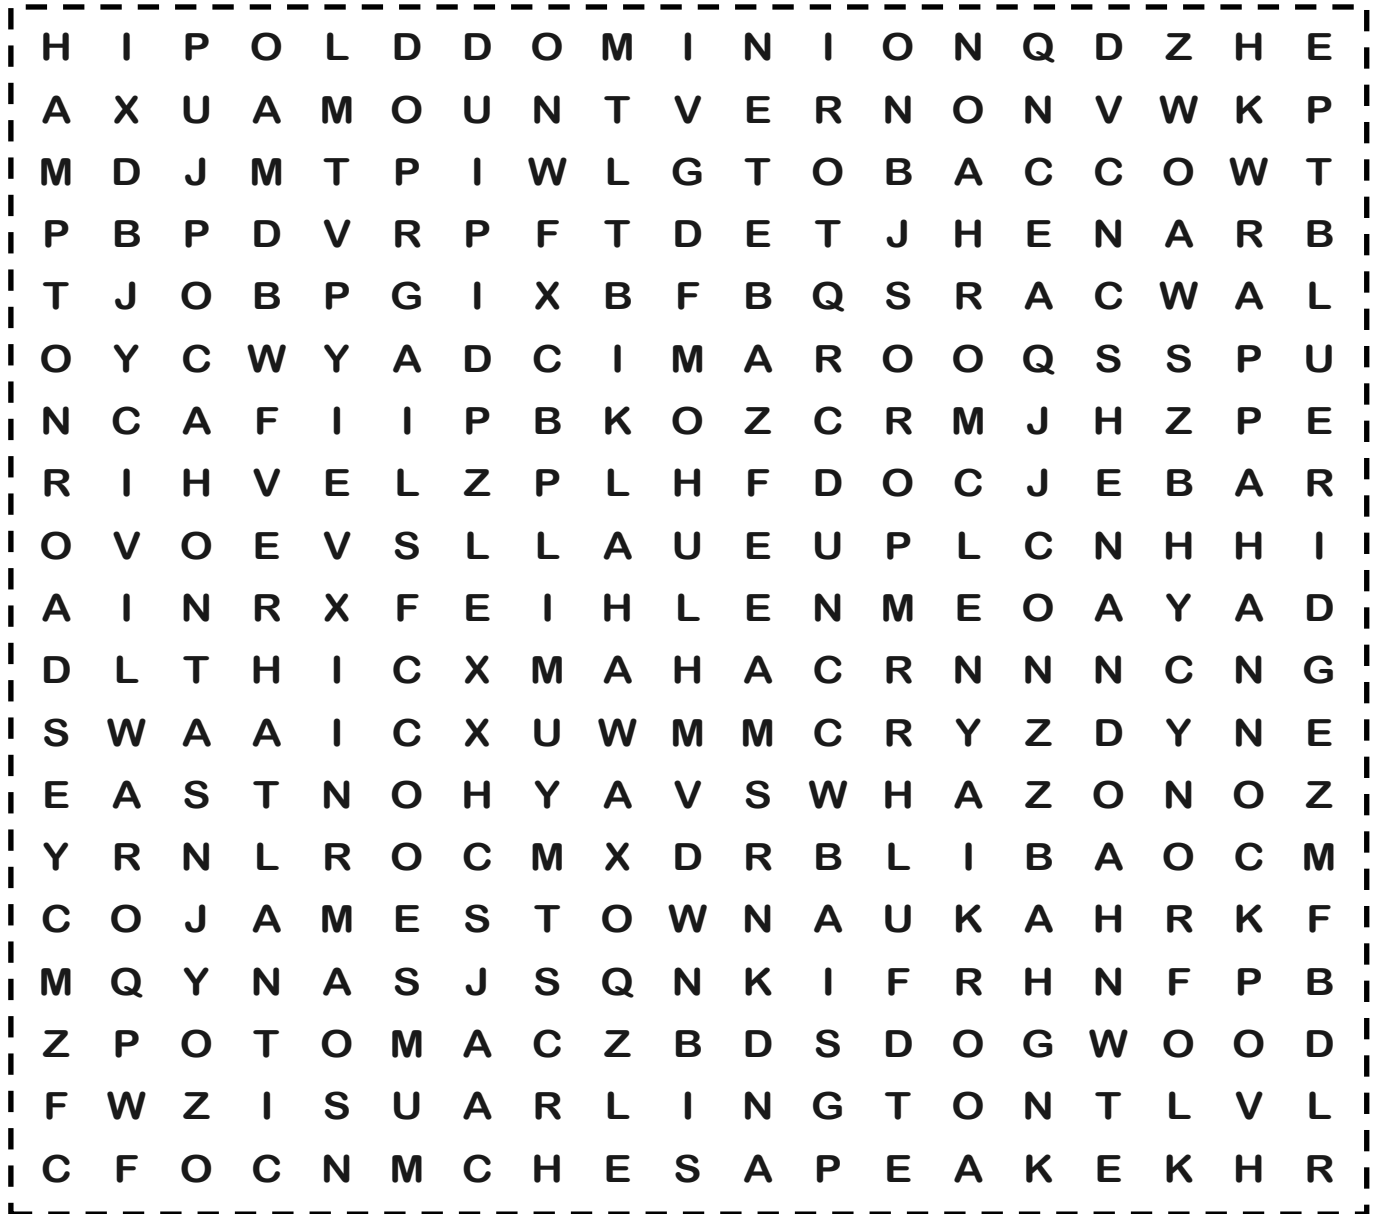 H I P O L D D O M I N I O N Q D Z H E
A X U A M O U N T V E R N O N V W K P
M D J M T P I W L G T O B A C C O W T
P B P D V R P F T D E T J H E N A R B
T J O B P G I X B F B Q S R A C W A L
O Y C W Y A D C I M A R O O Q S S P U
N C A F I I P B K O Z C R M J H Z P E
R I H V E L Z P L H F D O C J E B A R
O V O E V S L L A U E U P L C N H H I
A I N R X F E I H L E N M E O A Y A D
D L T H I C X M A H A C R N N N C N G
S W A A I C X U W M M C R Y Z D Y N E
E A S T N O H Y A V S W H A Z O N O Z
Y R N L R O C M X D R B L I B A O C M
C O J A M E S T O W N A U K A H R K F
M Q Y N A S J S Q N K I F R H N F P B
Z P O T O M A C Z B D S D O G W O O D
F W Z I S U A R L I N G T O N T L V L
C F O C N M C H E S A P E A K E K H R